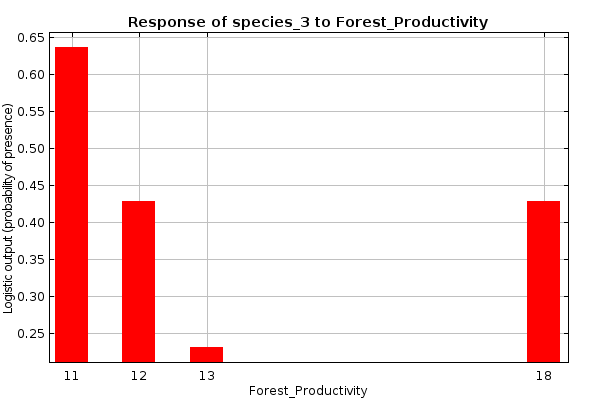 Response of species_3 to Forest_Productivity
Logistic output (probability of presence)
0.65
0.60
0.55
0.50
0.45
0.40
0.35
0.30
0.25
11 12 13 18
Forest_Productivity